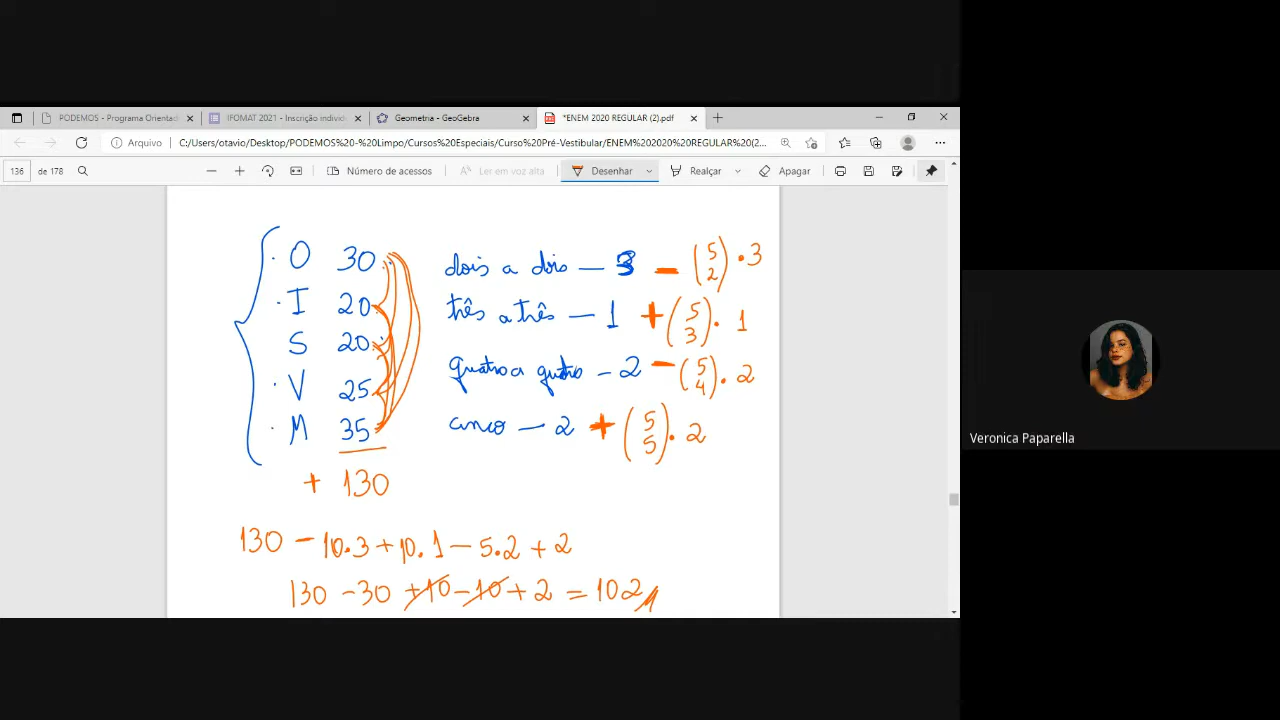 PODEMOS - Programa Orientad
IFOMAT 2021 - Inscrição individ
Geometria - GeoGebra
*ENEM 2020 REGULAR (2).pdf
Arquivo
C:/Users/otavio/Desktop/PODEMOS%20-%20Limpo/Cursos%20Especiais/Curso%20Pré-Vestibular/ENEM%202020%20REGULAR%20(2...
136 de 178
Número de acessos
Ler em voz alta
Desenhar
Realçar
Apagar
O 30 dois a dois — 3 - (5 2) · 3
I 20 três a três — 1 + (5 3) · 1
S 20
V 25 quatro a quatro - 2 - (5 4) · 2
M 35 cinco — 2 + (5 5) · 2
+ 130
130 - 10·3 + 10·1 - 5·2 + 2
130 - 30 +10 -10 + 2 = 102
Veronica Paparella